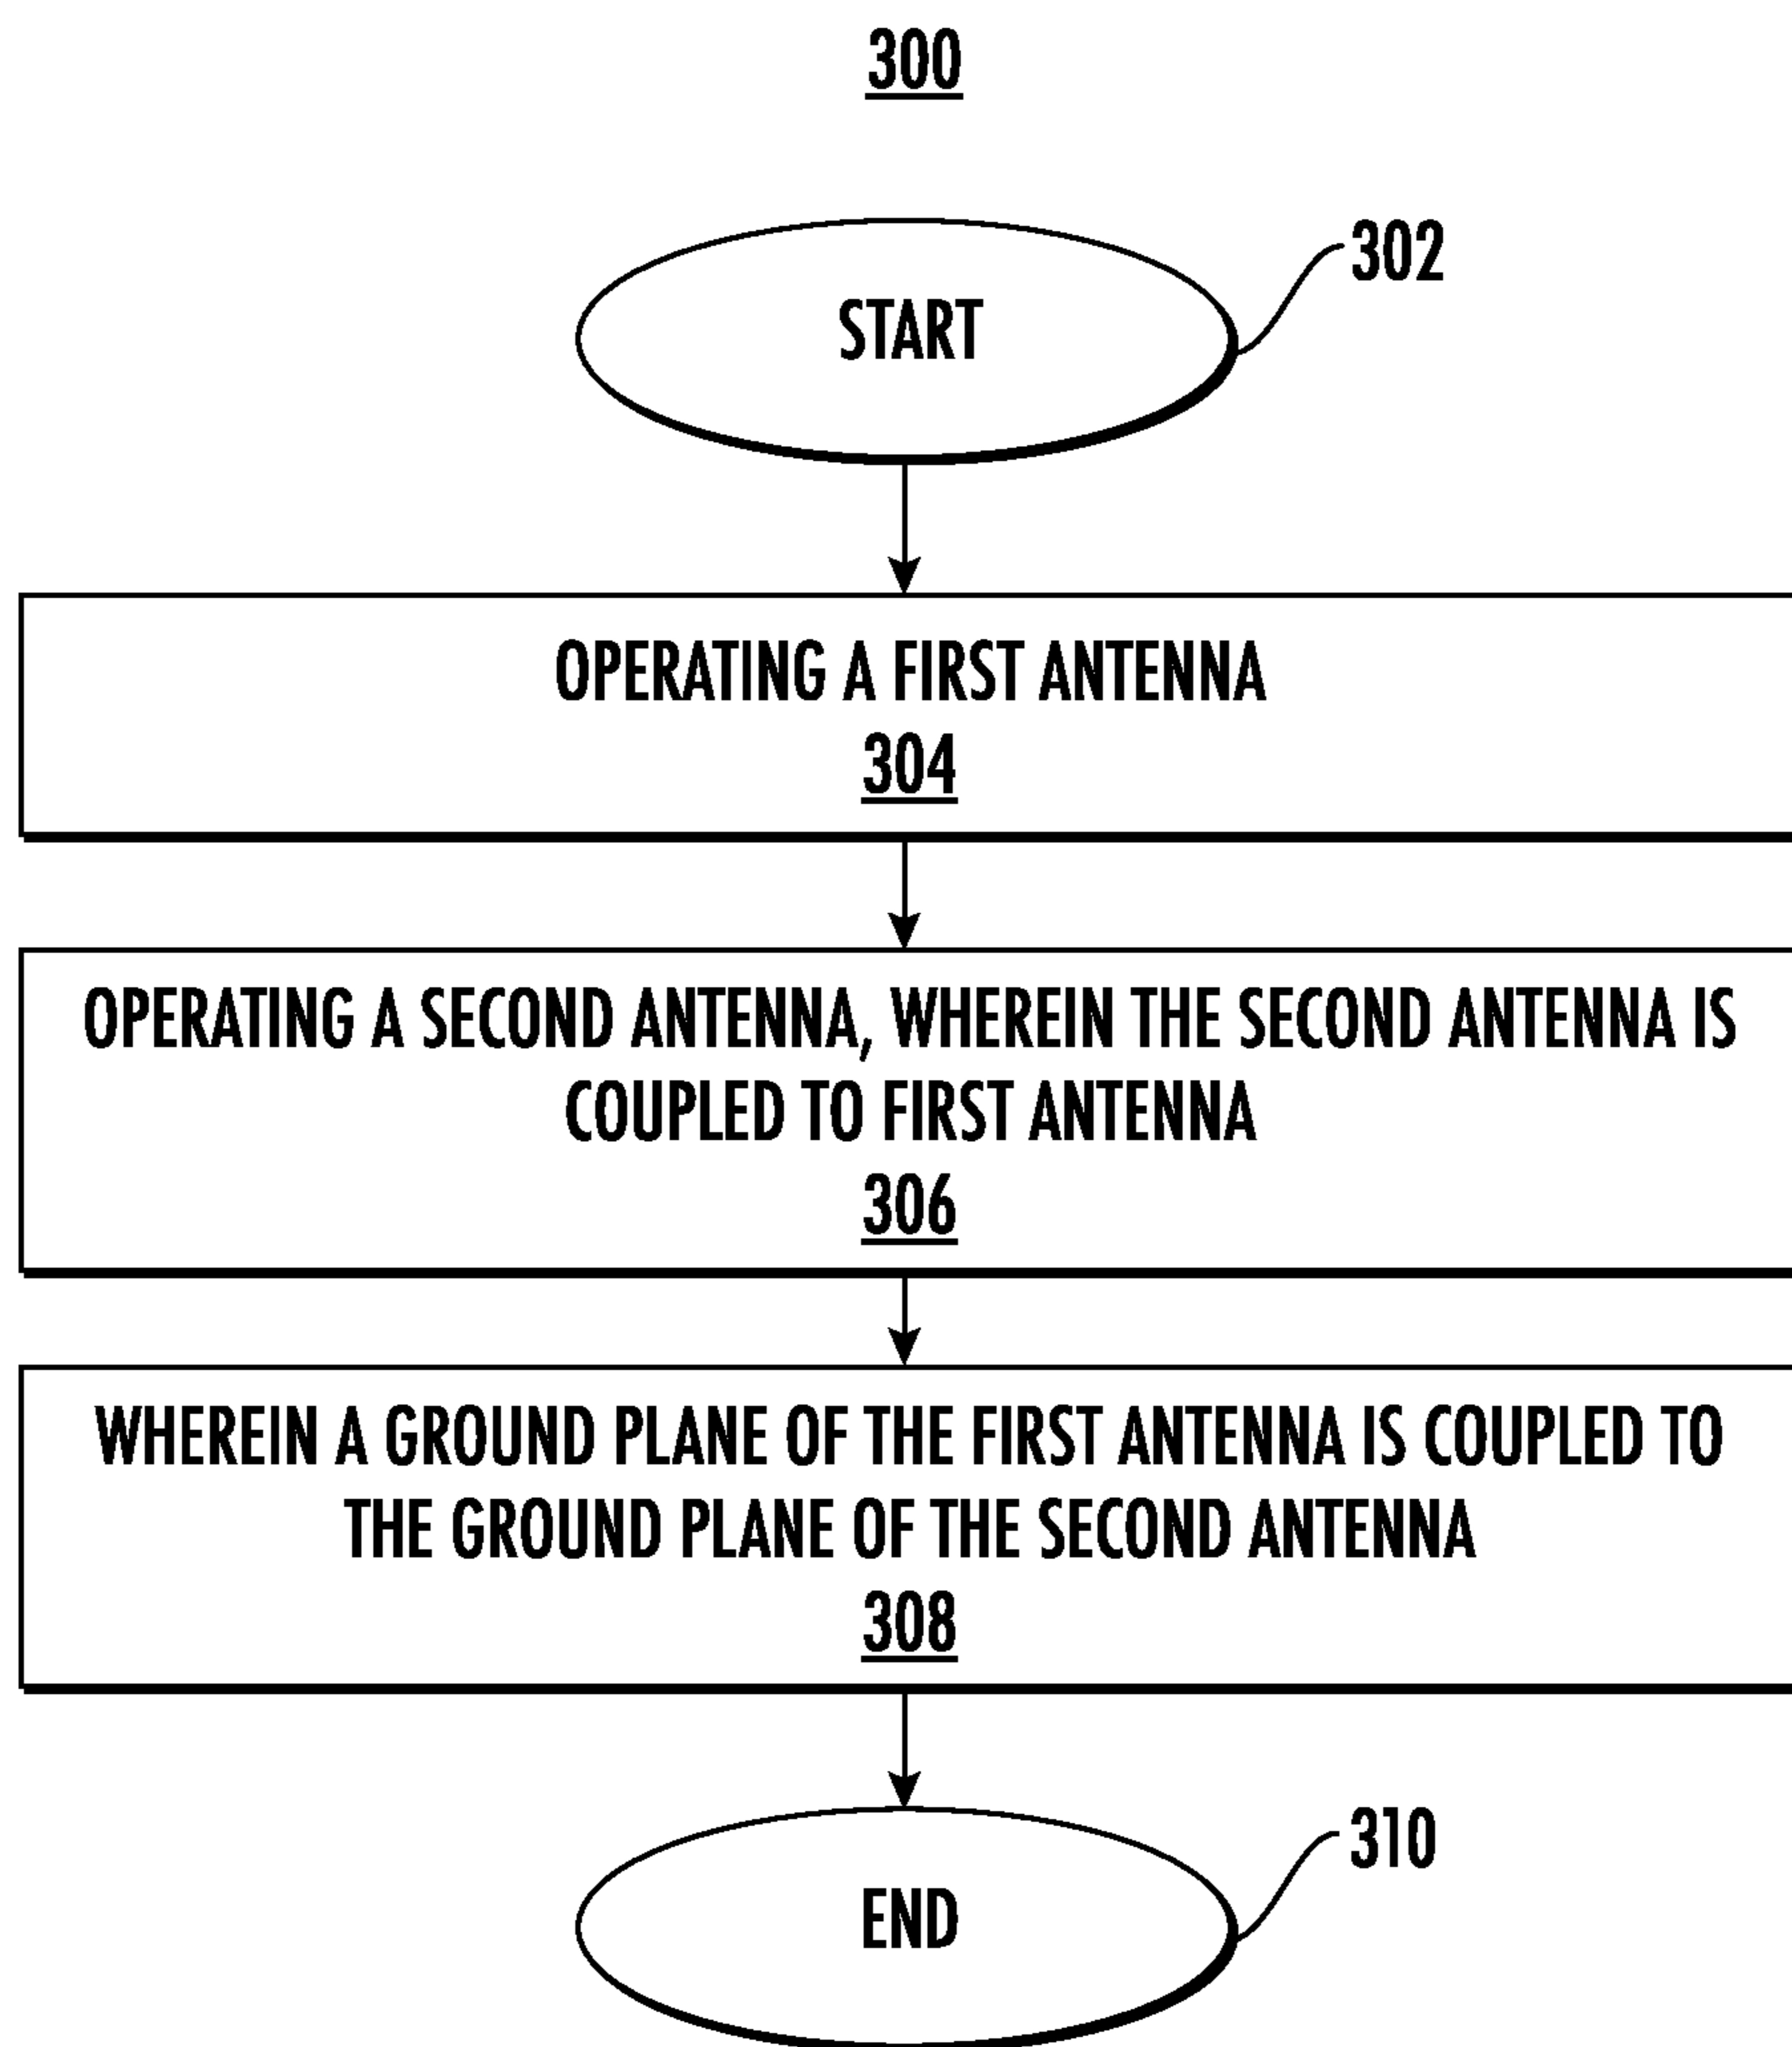 300
302
START
OPERATING A FIRST ANTENNA
304
OPERATING A SECOND ANTENNA, WHEREIN THE SECOND ANTENNA IS
COUPLED TO FIRST ANTENNA
306
WHEREIN A GROUND PLANE OF THE FIRST ANTENNA IS COUPLED TO
THE GROUND PLANE OF THE SECOND ANTENNA
308
310
END